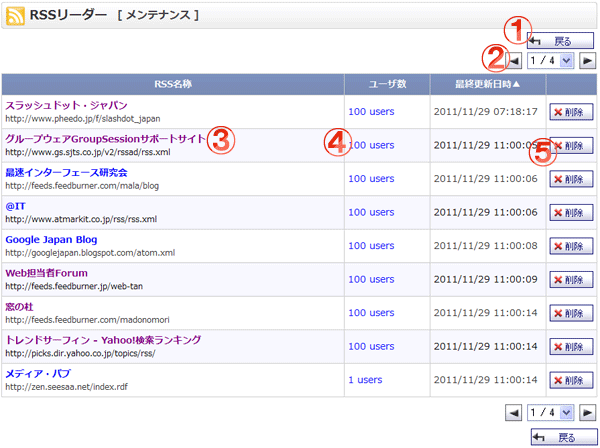 RSSリーダー [ メンテナンス ]
① 戻る
② 1 / 4
RSS名称 ユーザ数 最終更新日時▲
スラッシュドット・ジャパン
http://www.pheedo.jp/f/slashdot_japan
100 users 2011/11/29 07:18:17 削除
グループウェアGroupSessionサポートサイト ③
http://www.gs.sjts.co.jp/v2/rssad/rss.xml
④ 100 users 2011/11/29 11:00:05 ⑤ 削除
最速インターフェース研究会
http://feeds.feedburner.com/mala/blog
100 users 2011/11/29 11:00:06 削除
@IT
http://www.atmarkit.co.jp/rss/rss.xml
100 users 2011/11/29 11:00:06 削除
Google Japan Blog
http://googlejapan.blogspot.com/atom.xml
100 users 2011/11/29 11:00:08 削除
Web担当者Forum
http://feeds.feedburner.jp/web-tan
100 users 2011/11/29 11:00:09 削除
窓の杜
http://feeds.feedburner.com/madonomori
100 users 2011/11/29 11:00:14 削除
トレンドサーフィン - Yahoo!検索ランキング
http://picks.dir.yahoo.co.jp/topics/rss/
100 users 2011/11/29 11:00:14 削除
メディア・パブ
http://zen.seesaa.net/index.rdf
1 users 2011/11/29 11:00:14 削除
1 / 4
戻る